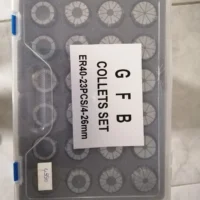 G F B
COLLETS SET
ER40-23PCS/4-26mm